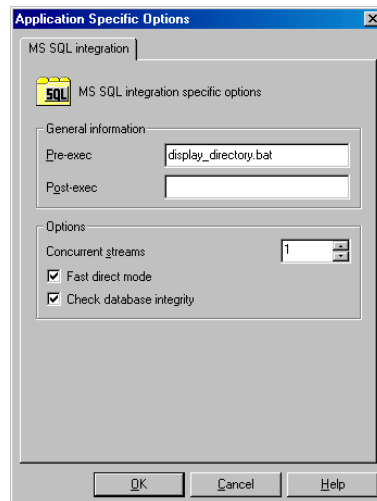 Application Specific Options
MS SQL integration
SQL MS SQL integration specific options
General information
Pre-exec display_directory.bat
Post-exec
Options
Concurrent streams 1
Fast direct mode
Check database integrity
OK Cancel Help